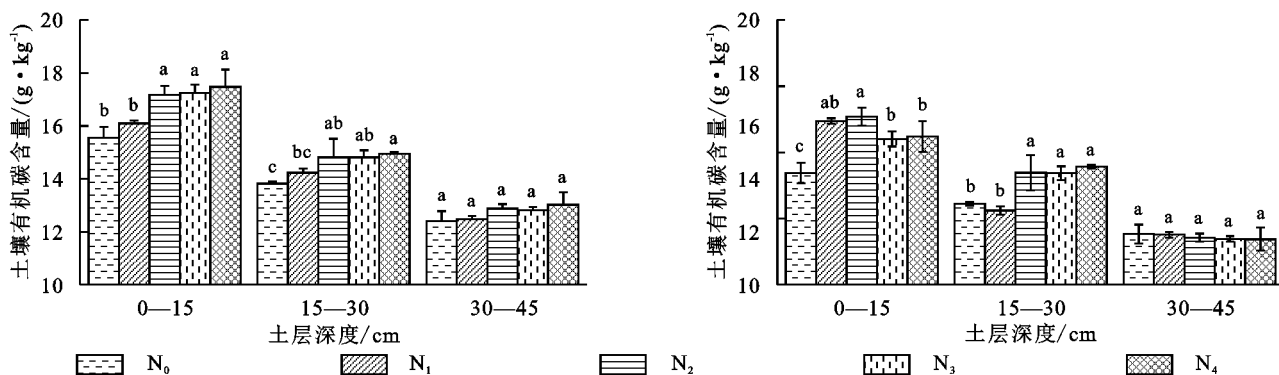 土壤有机碳含量/(g·kg⁻¹)
20
18
16
14
12
10
b b a a a
c bc ab ab a
a a a a a
0—15 15—30 30—45
土层深度/cm
土壤有机碳含量/(g·kg⁻¹)
20
18
16
14
12
10
c ab a b b
b b a a a
a a a a a
0—15 15—30 30—45
土层深度/cm
N₀ N₁ N₂ N₃ N₄